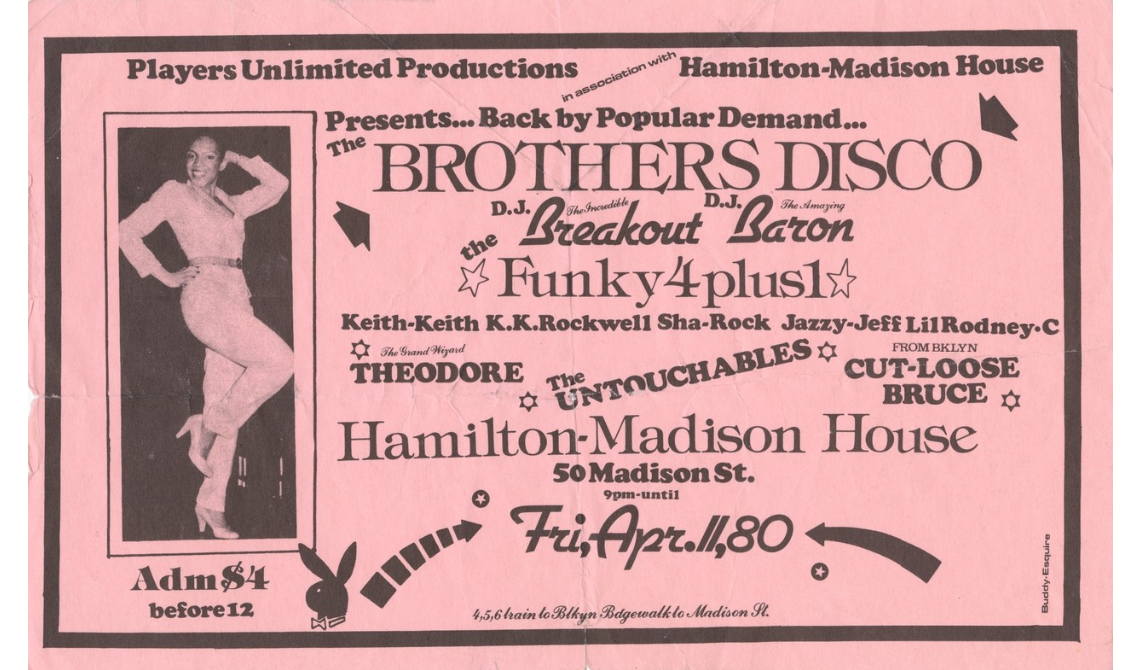 Players Unlimited Productions in association with Hamilton-Madison House
Presents... Back by Popular Demand...
The BROTHERS DISCO
D.J. The Incredible Breakout D.J. The Amazing Baron
the Funky4plus1
Keith-Keith K.K.Rockwell Sha-Rock Jazzy-Jeff Lil Rodney-C
The Grand Wizard THEODORE
The UNTOUCHABLES
FROM BKLYN
CUT-LOOSE
BRUCE
Hamilton-Madison House
50 Madison St.
9pm-until
Fri, Apr. 11, 80
Adm $4
before 12
4,5,6 train to Blkyn Bdgewalk to Madison St.
Buddy-Esquire